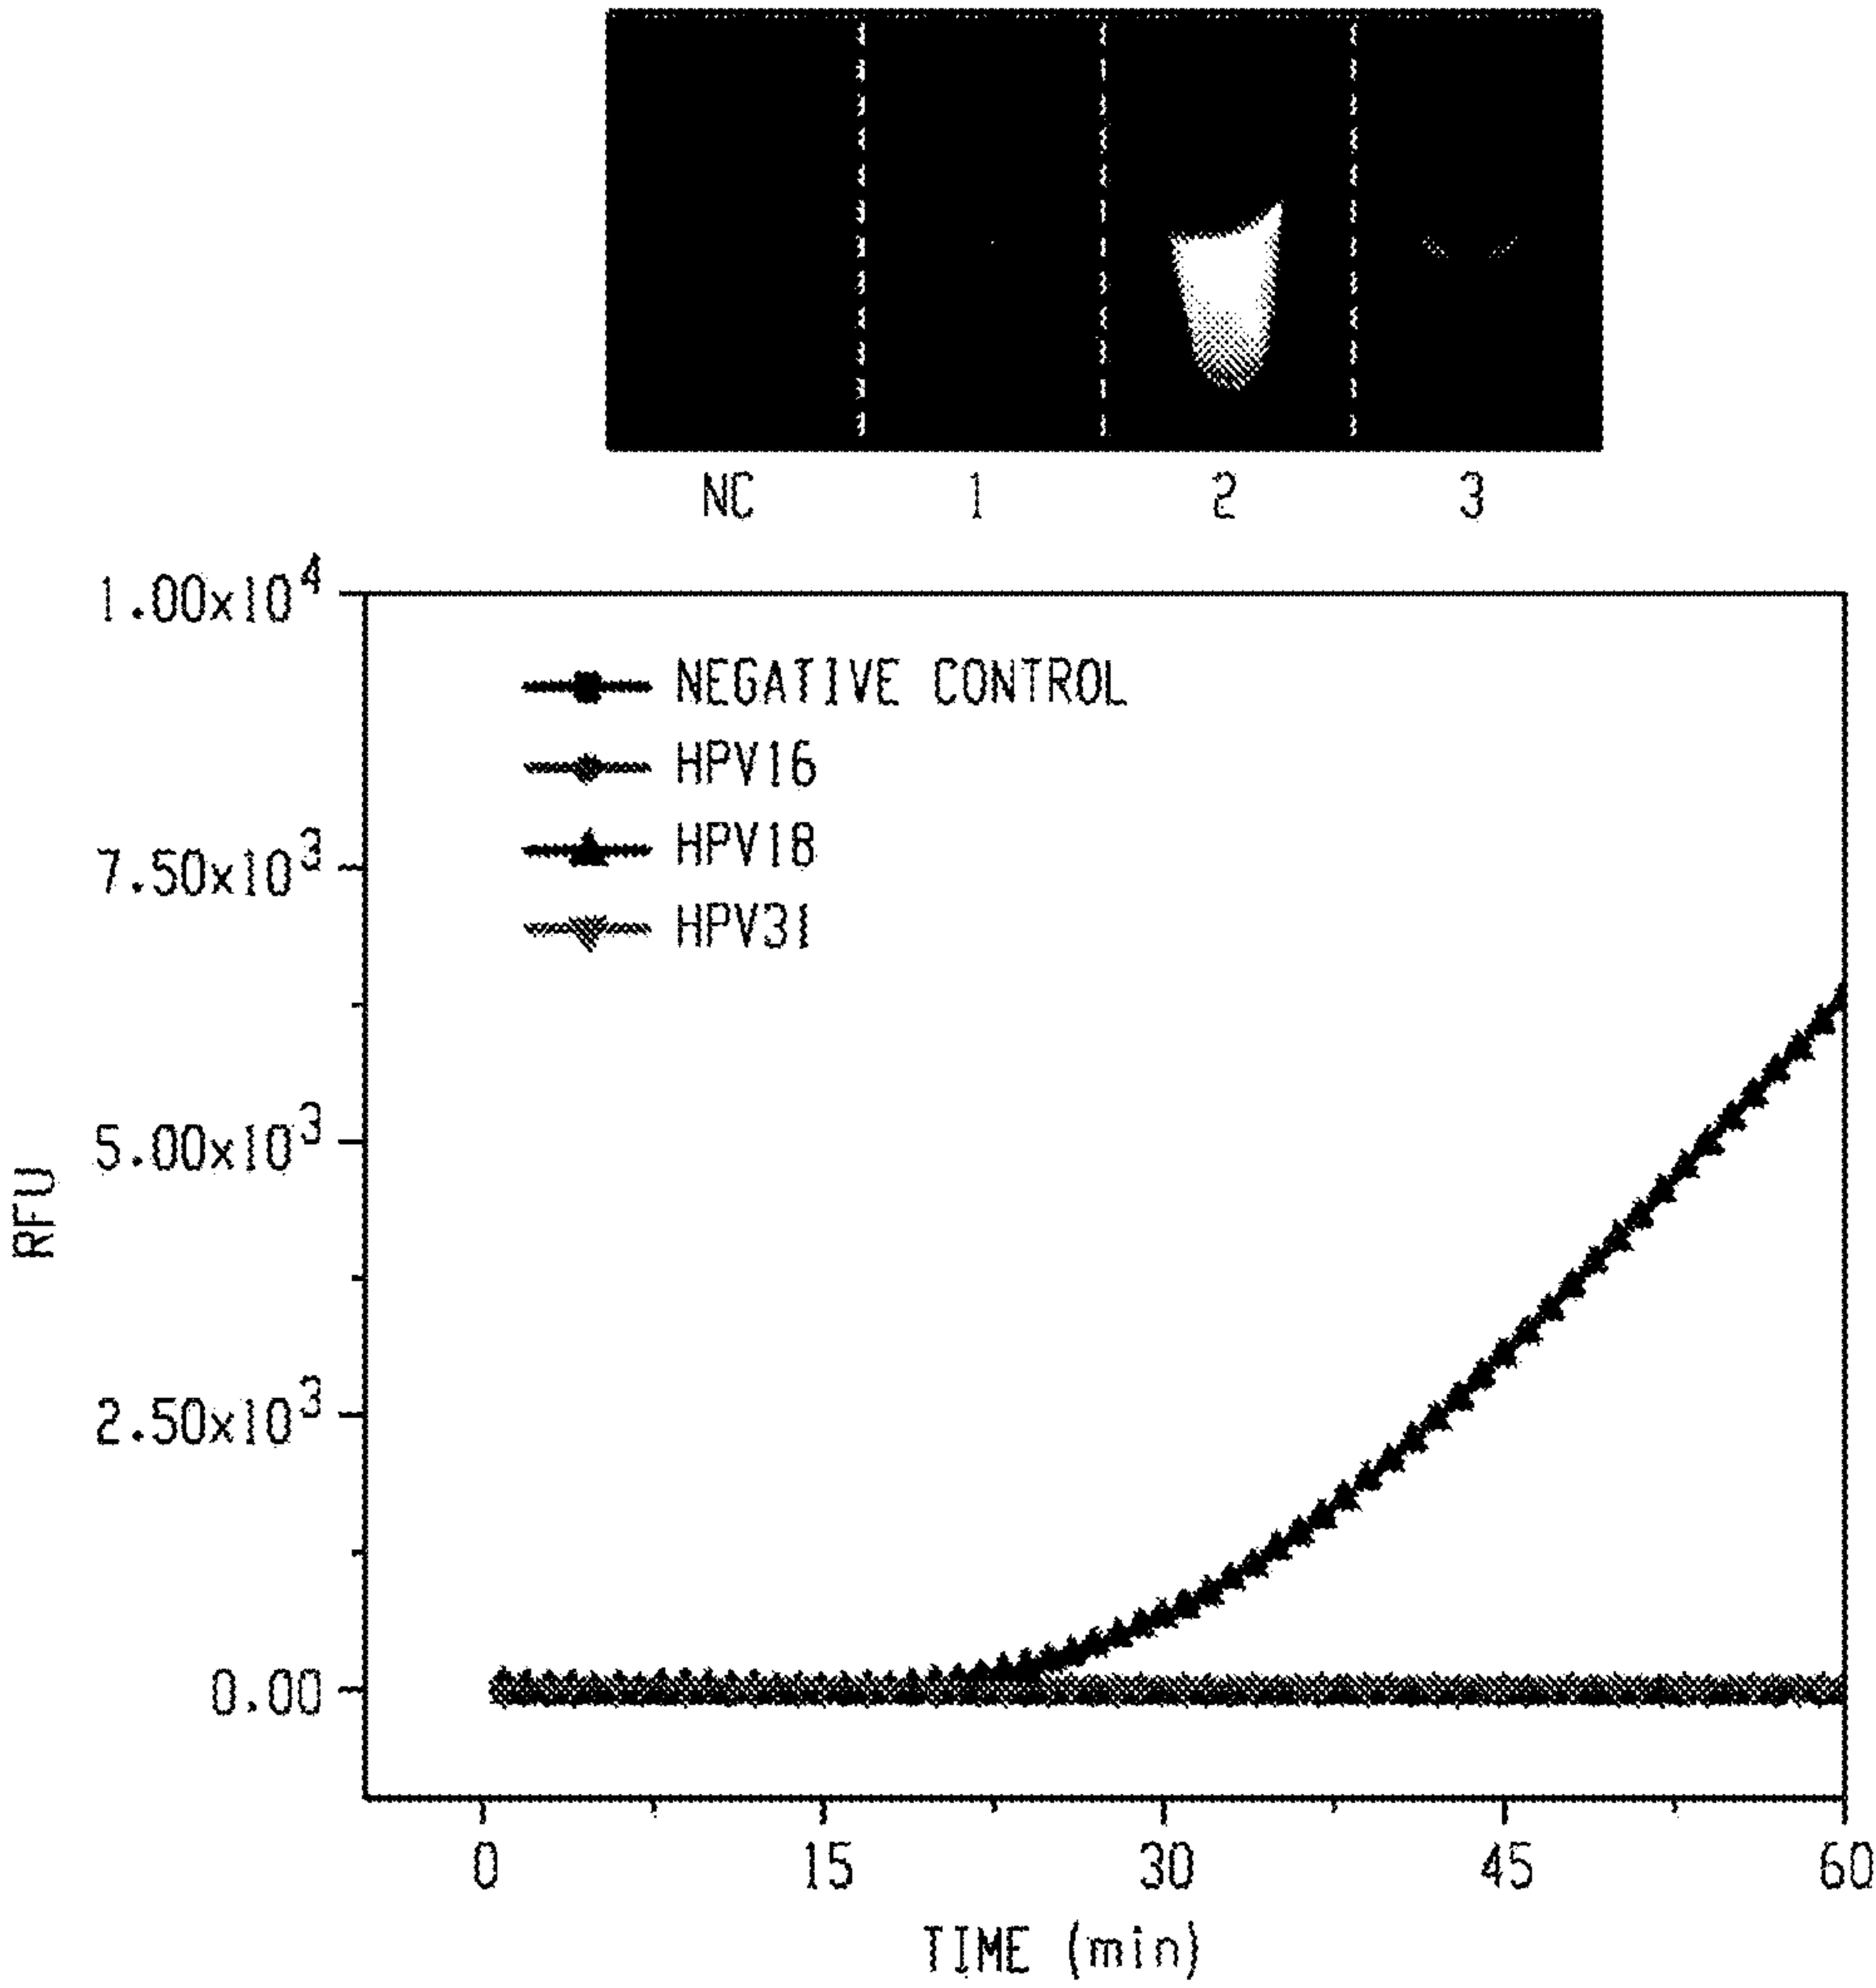 NC 1 2 3
1.00x10^4
NEGATIVE CONTROL
HPV16
HPV18
HPV31
7.50x10^3
5.00x10^3
2.50x10^3
0.00
RFU
0 15 30 45 60
TIME (min)